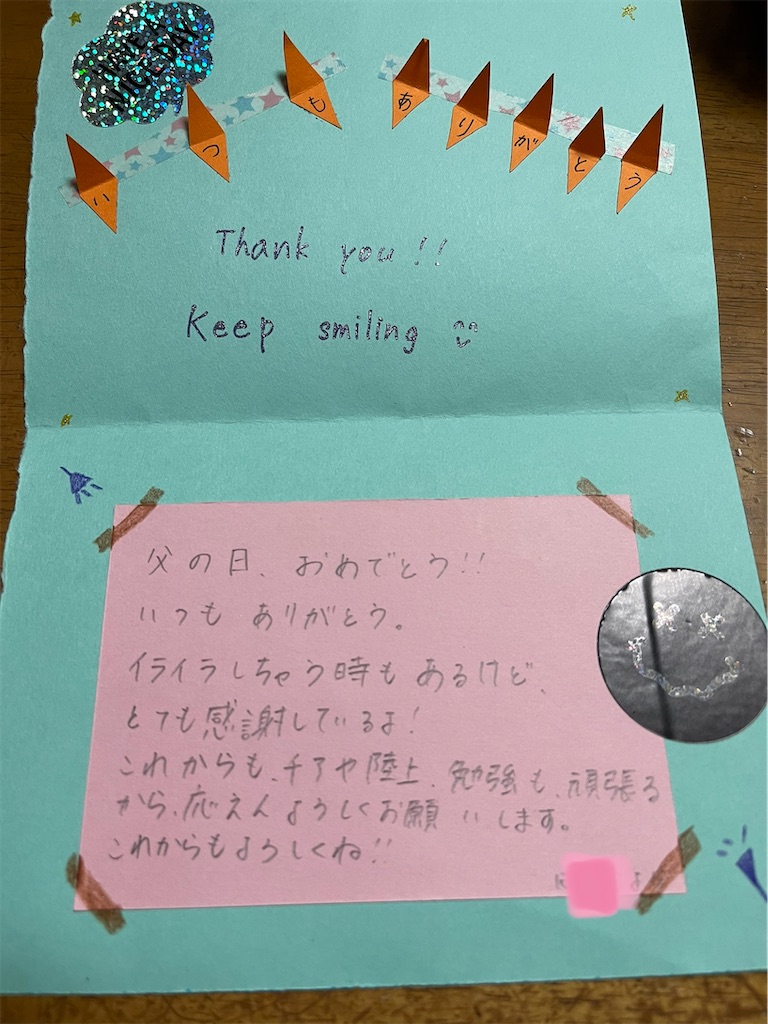 HAVE A
NICE DAY
いつも ありがとう
Thank you!!
Keep smiling
父の日、おめでとう!!
いつも ありがとう。
イライラしちゃう時も あるけど、
とても感謝しているよ!
これからも、チアや陸上、勉強も、頑張る
から、応えんよろしくお願いします。
これからもよろしくね!!